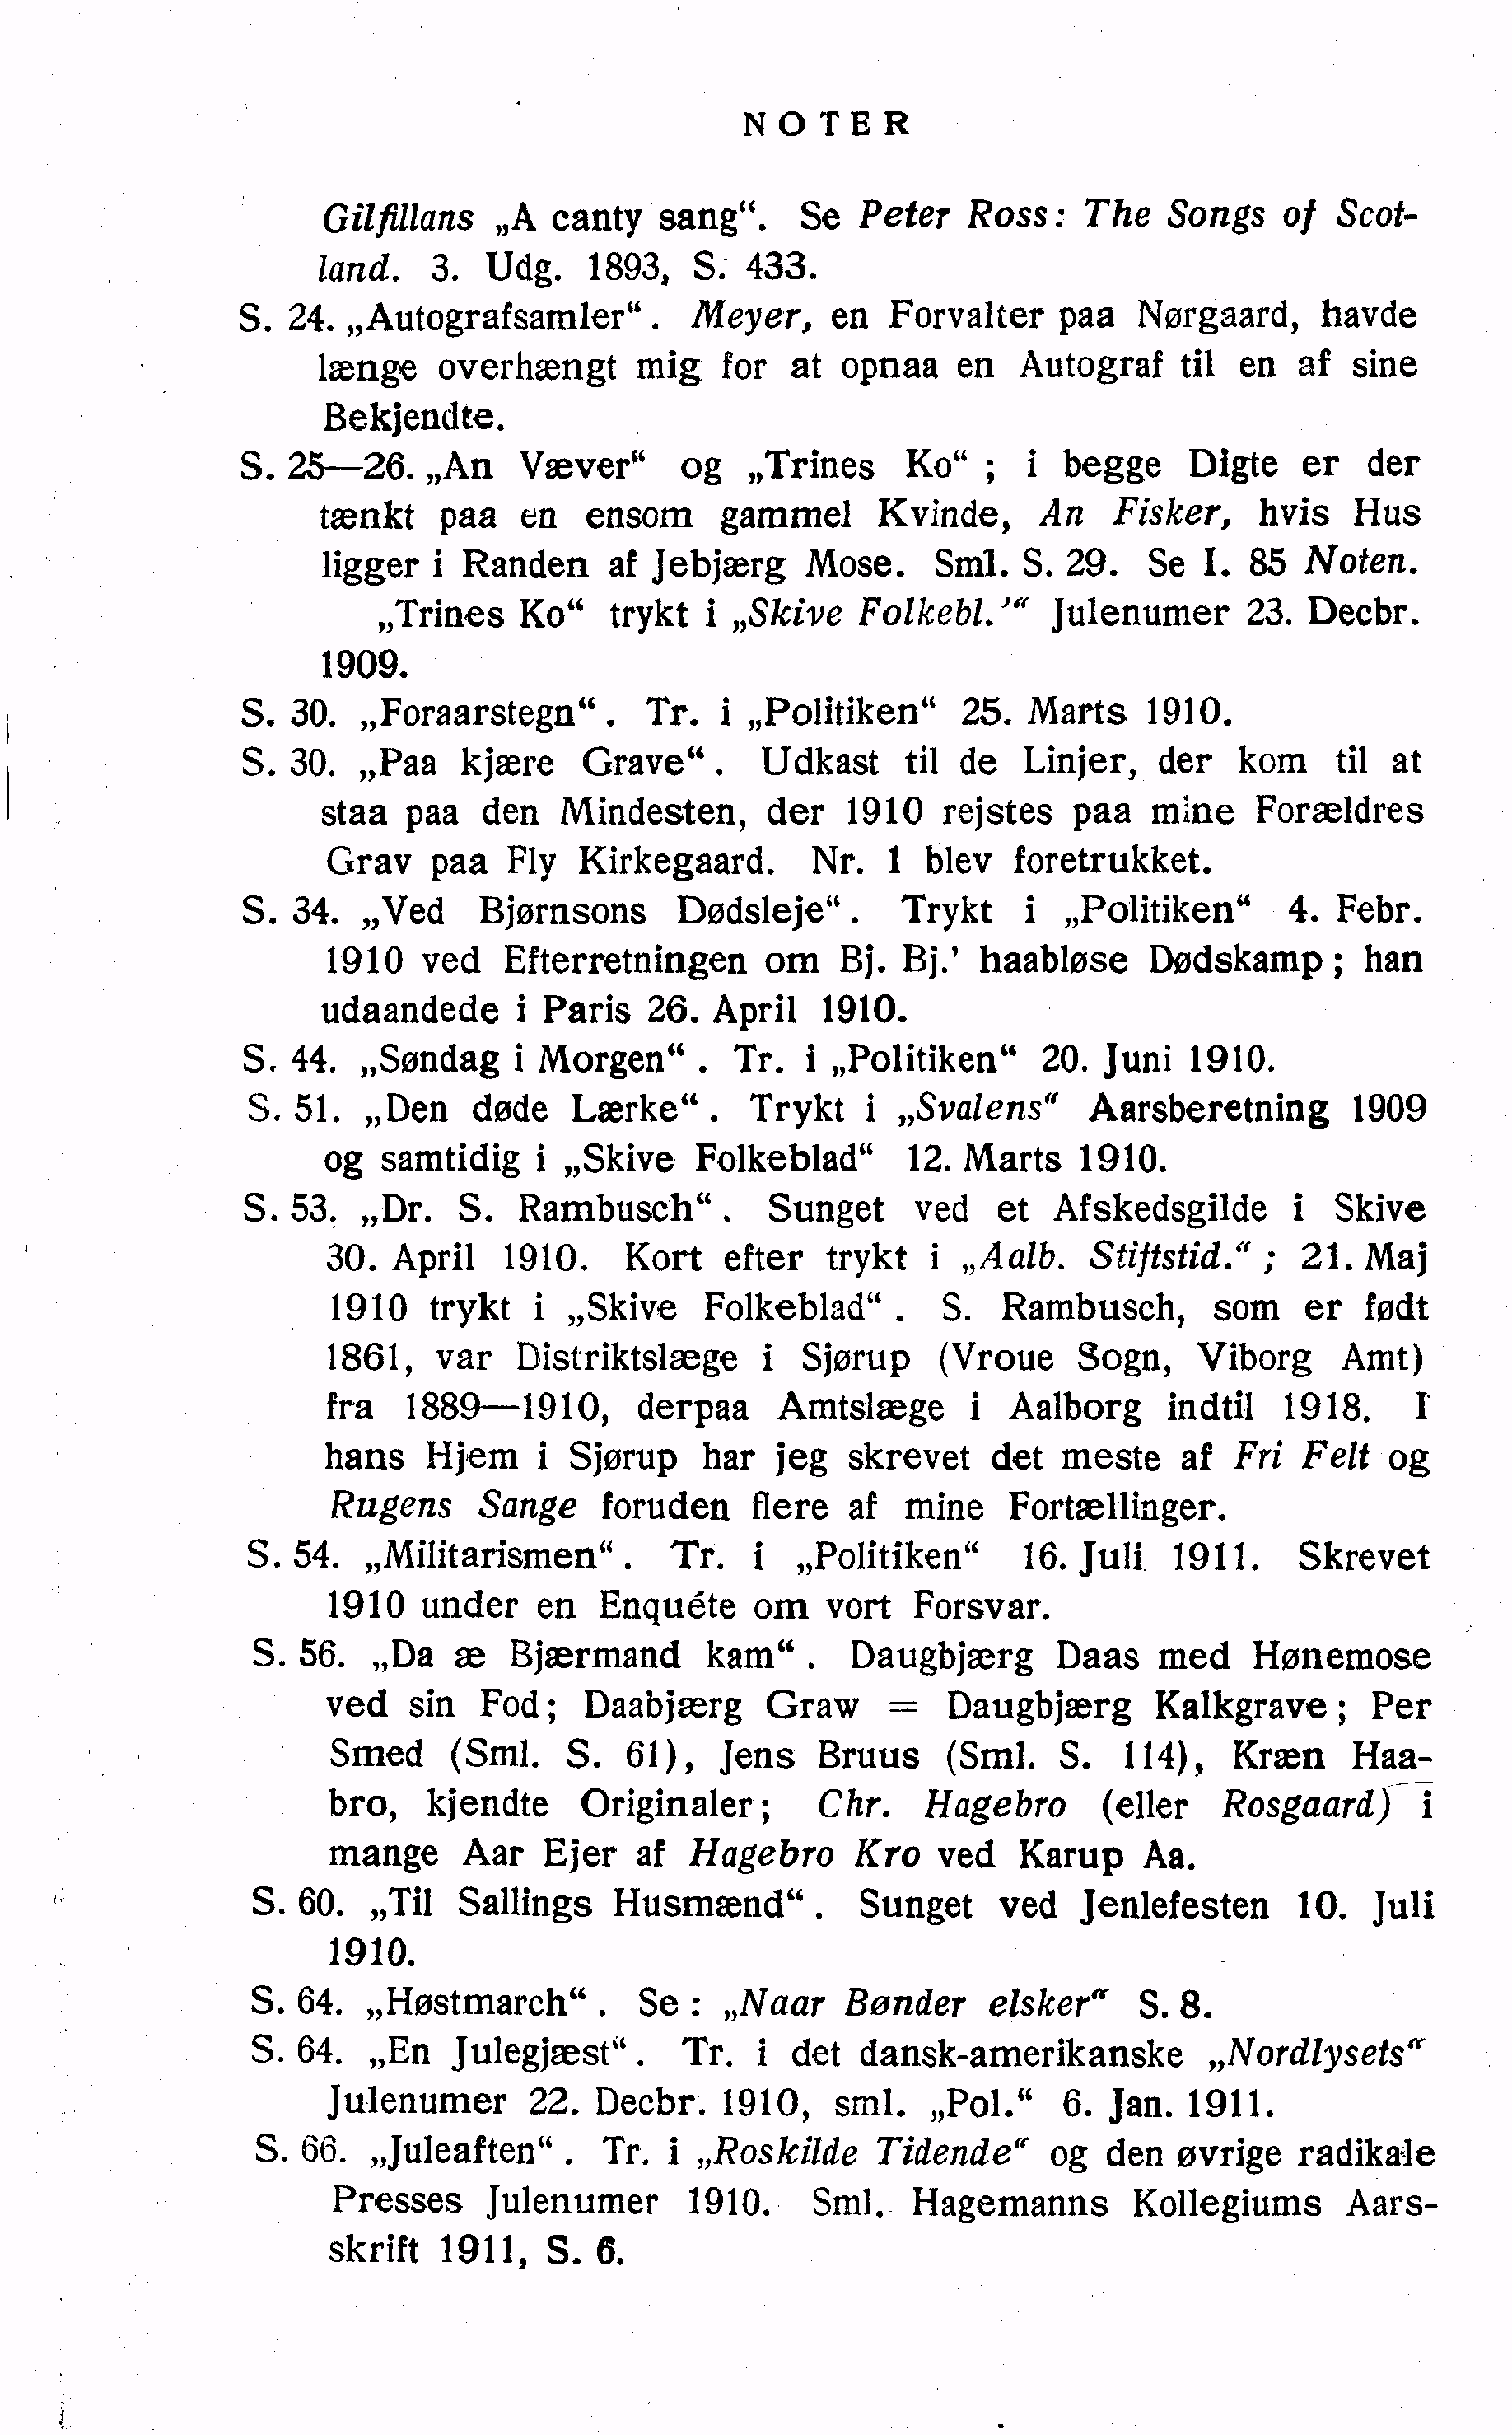 NOTER
Gilfillans „A canty sang“. Se Peter Ross: The Songs of Scot-
land. 3. Udg. 1893, S. 433.
S. 24. „Autografsamler“. Meyer, en Forvalter paa Nørgaard, havde
længe overhængt mig for at opnaa en Autograf til en af sine
Bekjendte.
S. 25—26. „An Væver“ og „Trines Ko“; i begge Digte er der
tænkt paa en ensom gammel Kvinde, An Fisker, hvis Hus
ligger i Randen af Jebjærg Mose. Sml. S. 29. Se I. 85 Noten.
„Trines Ko“ trykt i „Skive Folkebl.’“ Julenumer 23. Decbr.
1909.
S. 30. „Foraarstegn“. Tr. i „Politiken“ 25. Marts 1910.
S. 30. „Paa kjære Grave“. Udkast til de Linjer, der kom til at
staa paa den Mindesten, der 1910 rejstes paa mine Forældres
Grav paa Fly Kirkegaard. Nr. 1 blev foretrukket.
S. 34. „Ved Bjørnsons Dødsleje“. Trykt i „Politiken“ 4. Febr.
1910 ved Efterretningen om Bj. Bj.’ haabløse Dødskamp; han
udaandede i Paris 26. April 1910.
S. 44. „Søndag i Morgen“. Tr. i „Politiken“ 20. Juni 1910.
S. 51. „Den døde Lærke“. Trykt i „Svalens“ Aarsberetning 1909
og samtidig i „Skive Folkeblad“ 12. Marts 1910.
S. 53. „Dr. S. Rambusch“. Sunget ved et Afskedsgilde i Skive
30. April 1910. Kort efter trykt i „Aalb. Stiftstid.“; 21. Maj
1910 trykt i „Skive Folkeblad“. S. Rambusch, som er født
1861, var Distriktslæge i Sjørup (Vroue Sogn, Viborg Amt)
fra 1889—1910, derpaa Amtslæge i Aalborg indtil 1918. I
hans Hjem i Sjørup har jeg skrevet det meste af Fri Felt og
Rugens Sange foruden flere af mine Fortællinger.
S. 54. „Militarismen“. Tr. i „Politiken“ 16. Juli 1911. Skrevet
1910 under en Enquéte om vort Forsvar.
S. 56. „Da æ Bjærmand kam“. Daugbjærg Daas med Hønemose
ved sin Fod; Daabjærg Graw = Daugbjærg Kalkgrave; Per
Smed (Sml. S. 61), Jens Bruus (Sml. S. 114), Kræn Haa-
bro, kjendte Originaler; Chr. Hagebro (eller Rosgaard) i
mange Aar Ejer af Hagebro Kro ved Karup Aa.
S. 60. „Til Sallings Husmænd“. Sunget ved Jenlefesten 10. Juli
1910.
S. 64. „Høstmarch“. Se: „Naar Bønder elsker“ S. 8.
S. 64. „En Julegjæst“. Tr. i det dansk-amerikanske „Nordlysets“
Julenumer 22. Decbr. 1910, sml. „Pol.“ 6. Jan. 1911.
S. 66. „Juleaften“. Tr. i „Roskilde Tidende“ og den øvrige radikale
Presses Julenumer 1910. Sml. Hagemanns Kollegiums Aars-
skrift 1911, S. 6.